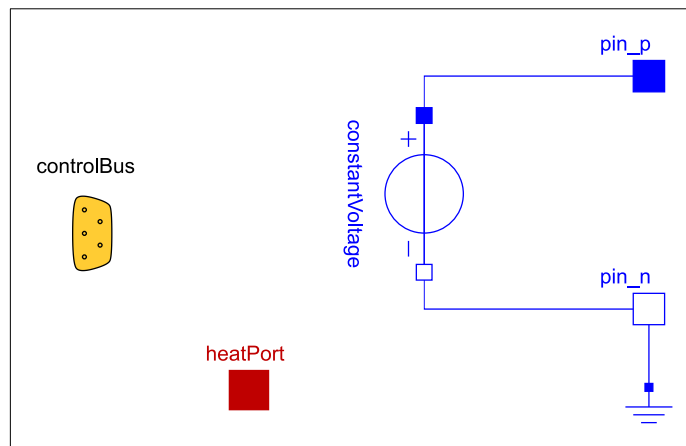 pin_p
constantVoltage
+
controlBus
−
pin_n
heatPort